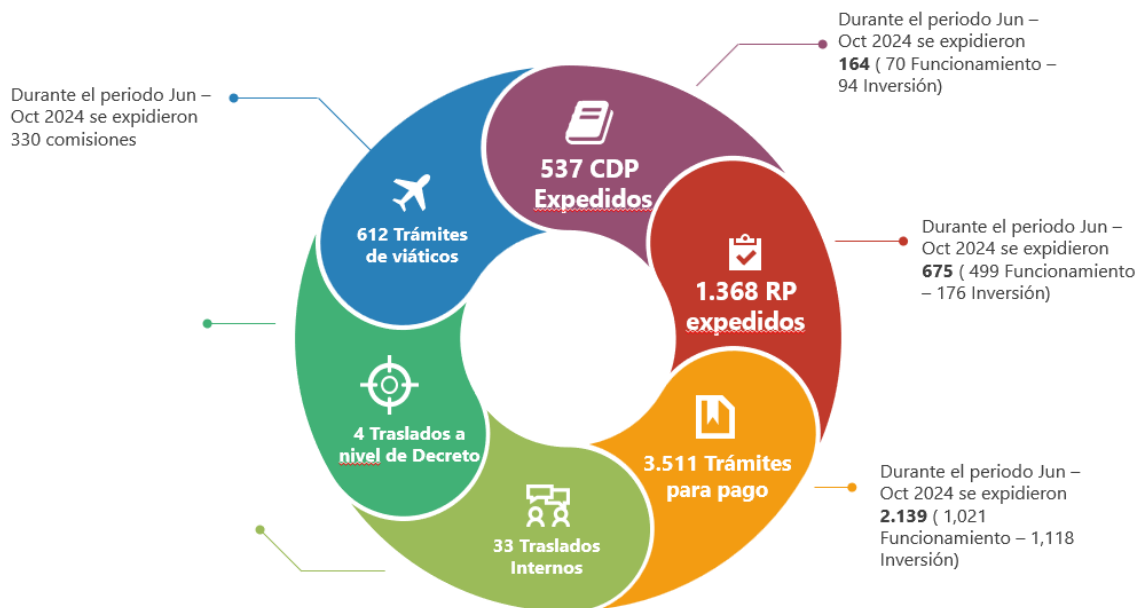 Durante el periodo Jun –
Oct 2024 se expidieron
164 ( 70 Funcionamiento –
94 Inversión)
Durante el periodo Jun –
Oct 2024 se expidieron
330 comisiones
537 CDP
Expedidos
612 Trámites
de viáticos
Durante el periodo Jun –
Oct 2024 se expidieron
675 ( 499 Funcionamiento
– 176 Inversión)
1.368 RP
expedidos
4 Traslados a
nivel de Decreto
3.511 Trámites
para pago
Durante el periodo Jun –
Oct 2024 se expidieron
2.139 ( 1,021
Funcionamiento – 1,118
Inversión)
33 Traslados
Internos